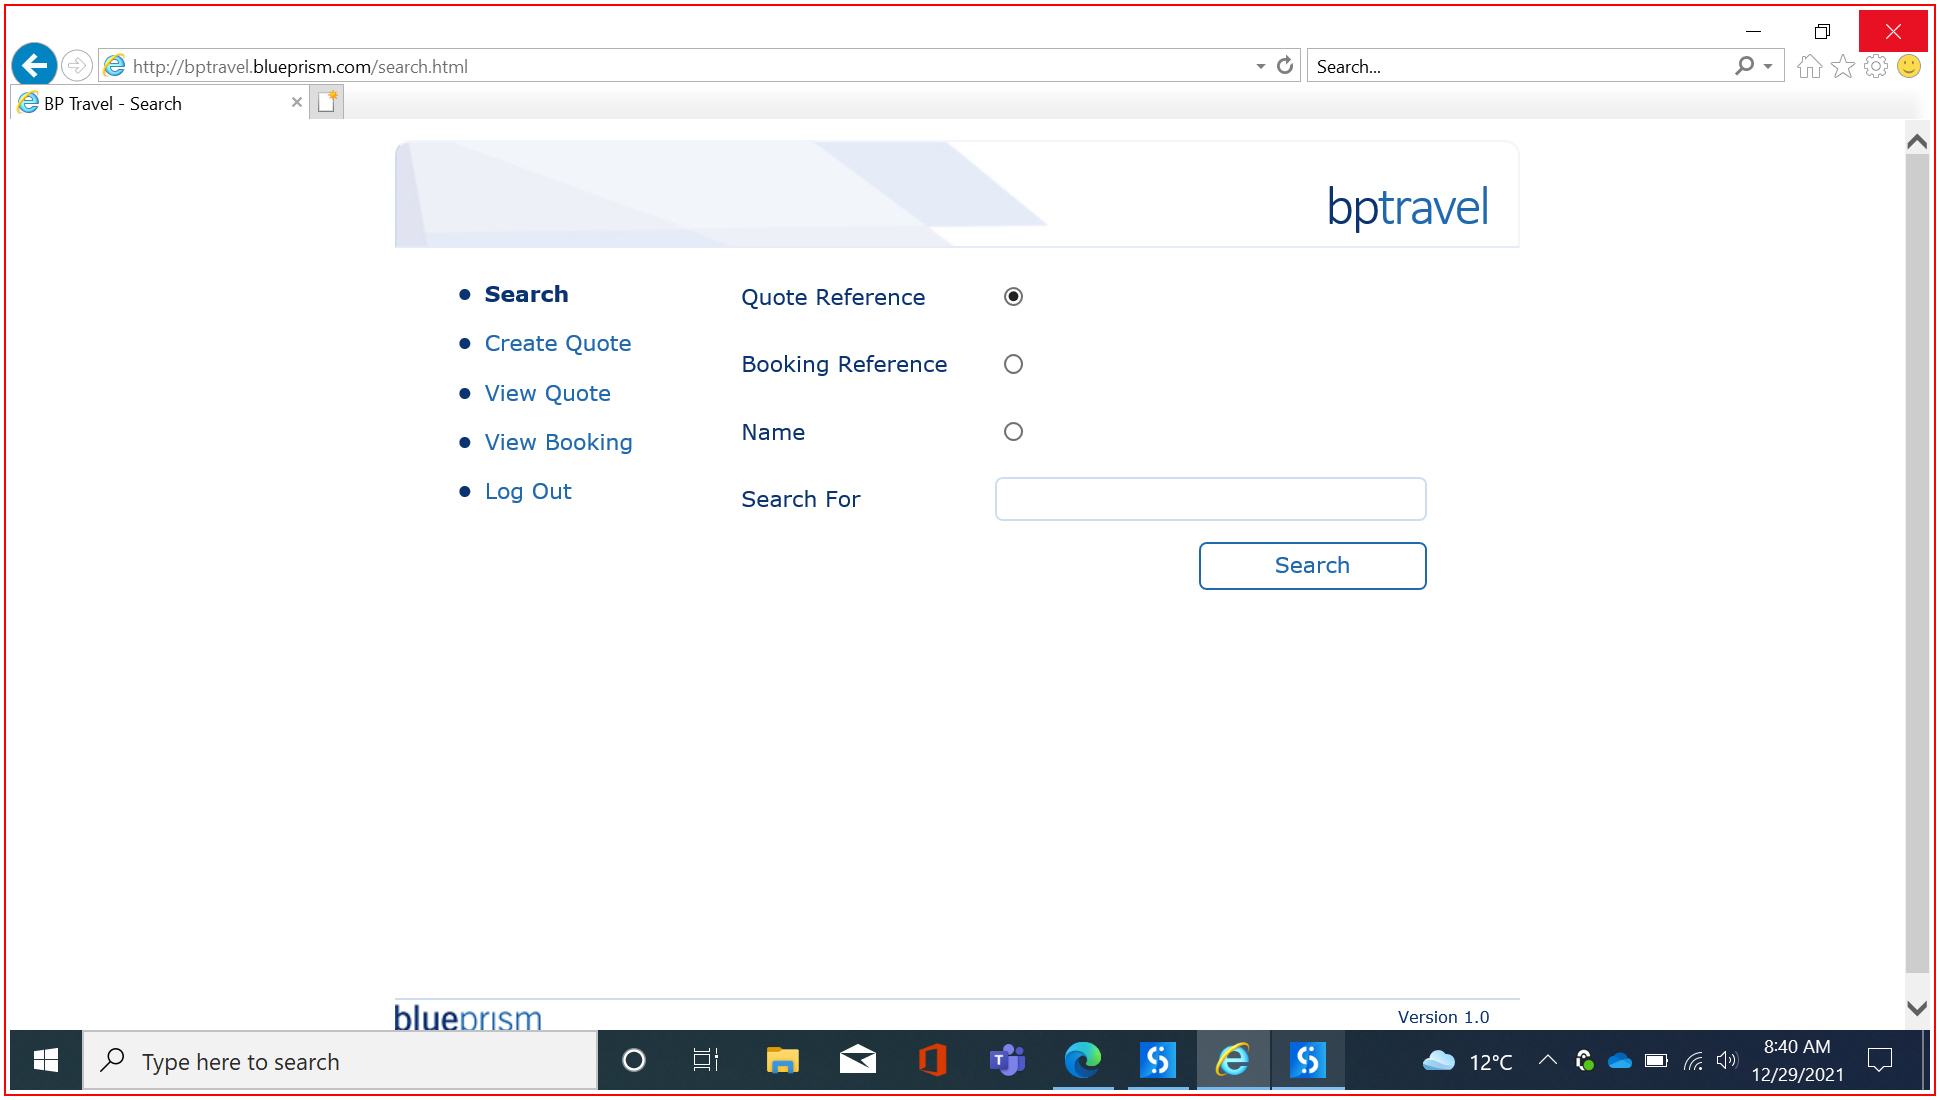 http://bptravel.blueprism.com/search.html
Search...
BP Travel - Search
bptravel
Search
Create Quote
View Quote
View Booking
Log Out
Quote Reference
Booking Reference
Name
Search For
Search
blueprism
Version 1.0
Type here to search
12°C
8:40 AM
12/29/2021